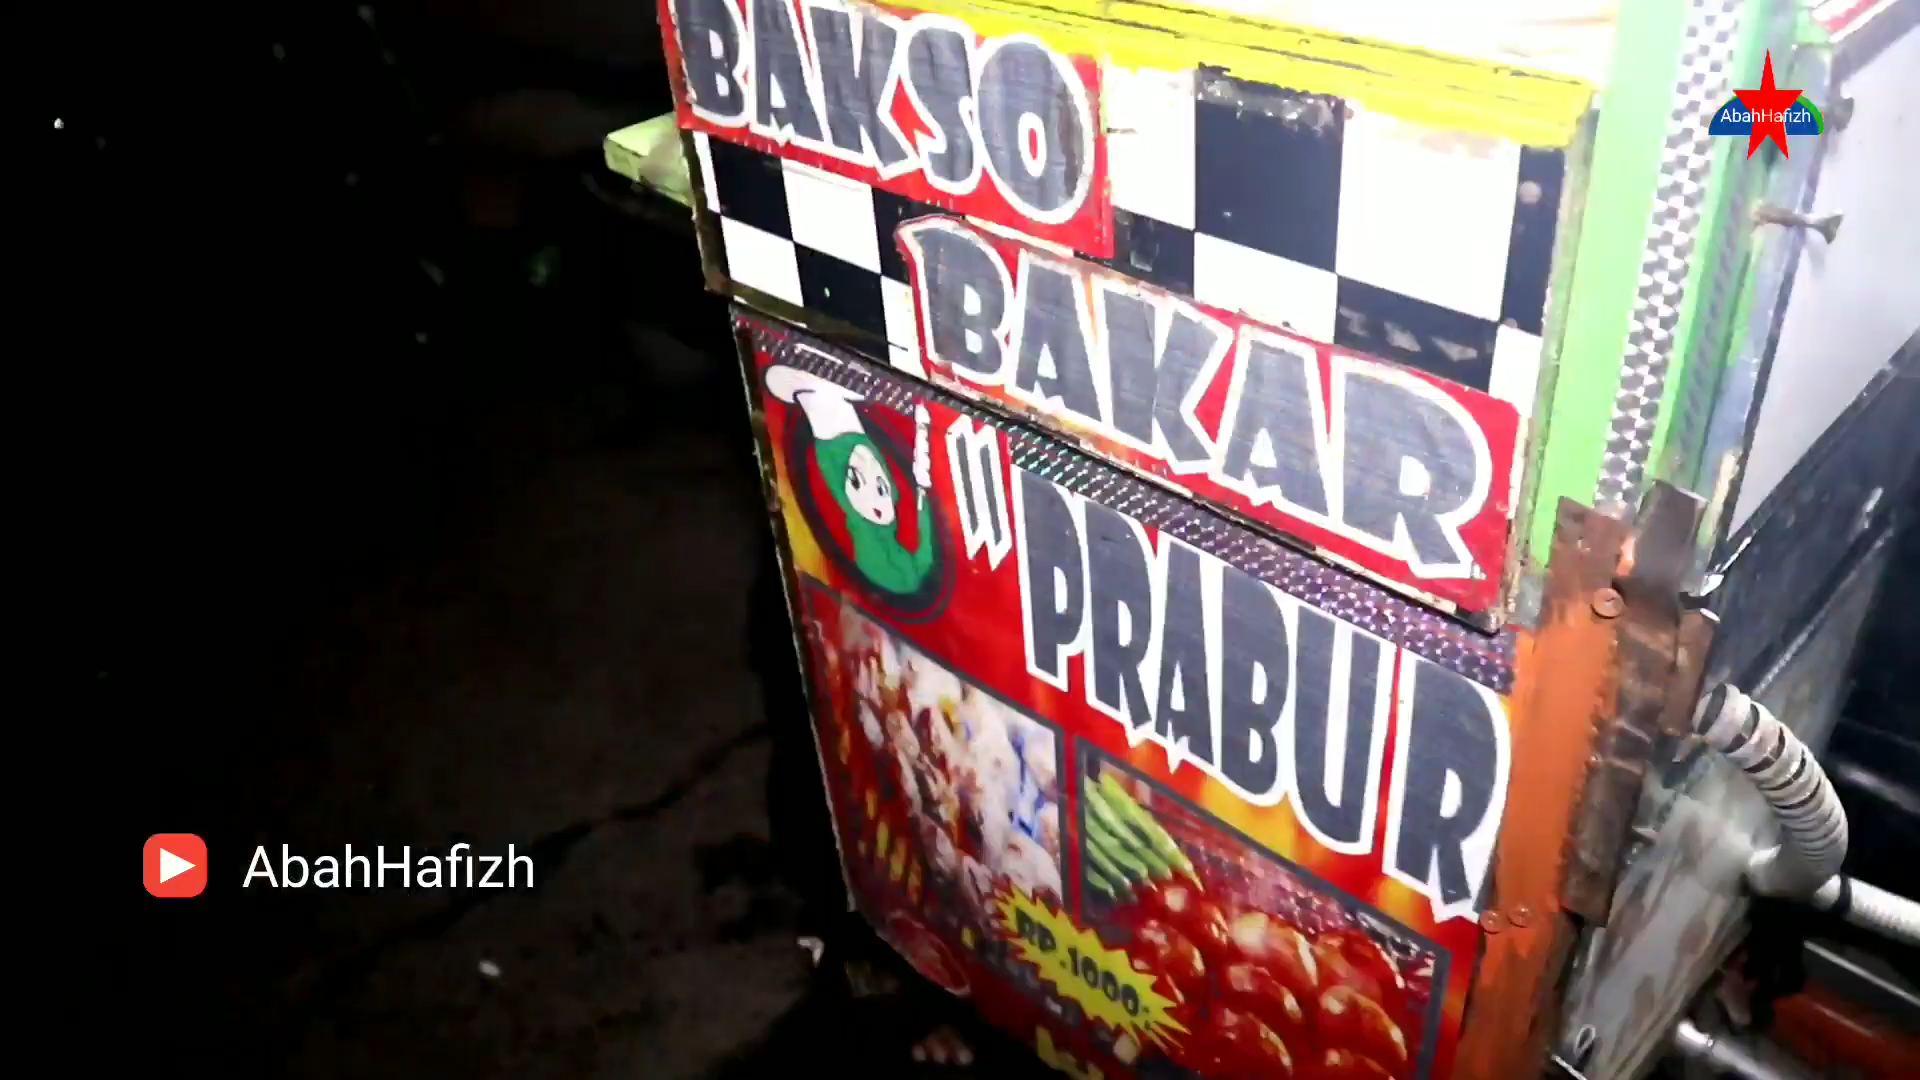 BAKSO
BAKAR
" PRABUR
RP.1000.
AbahHafizh
AbahHafizh